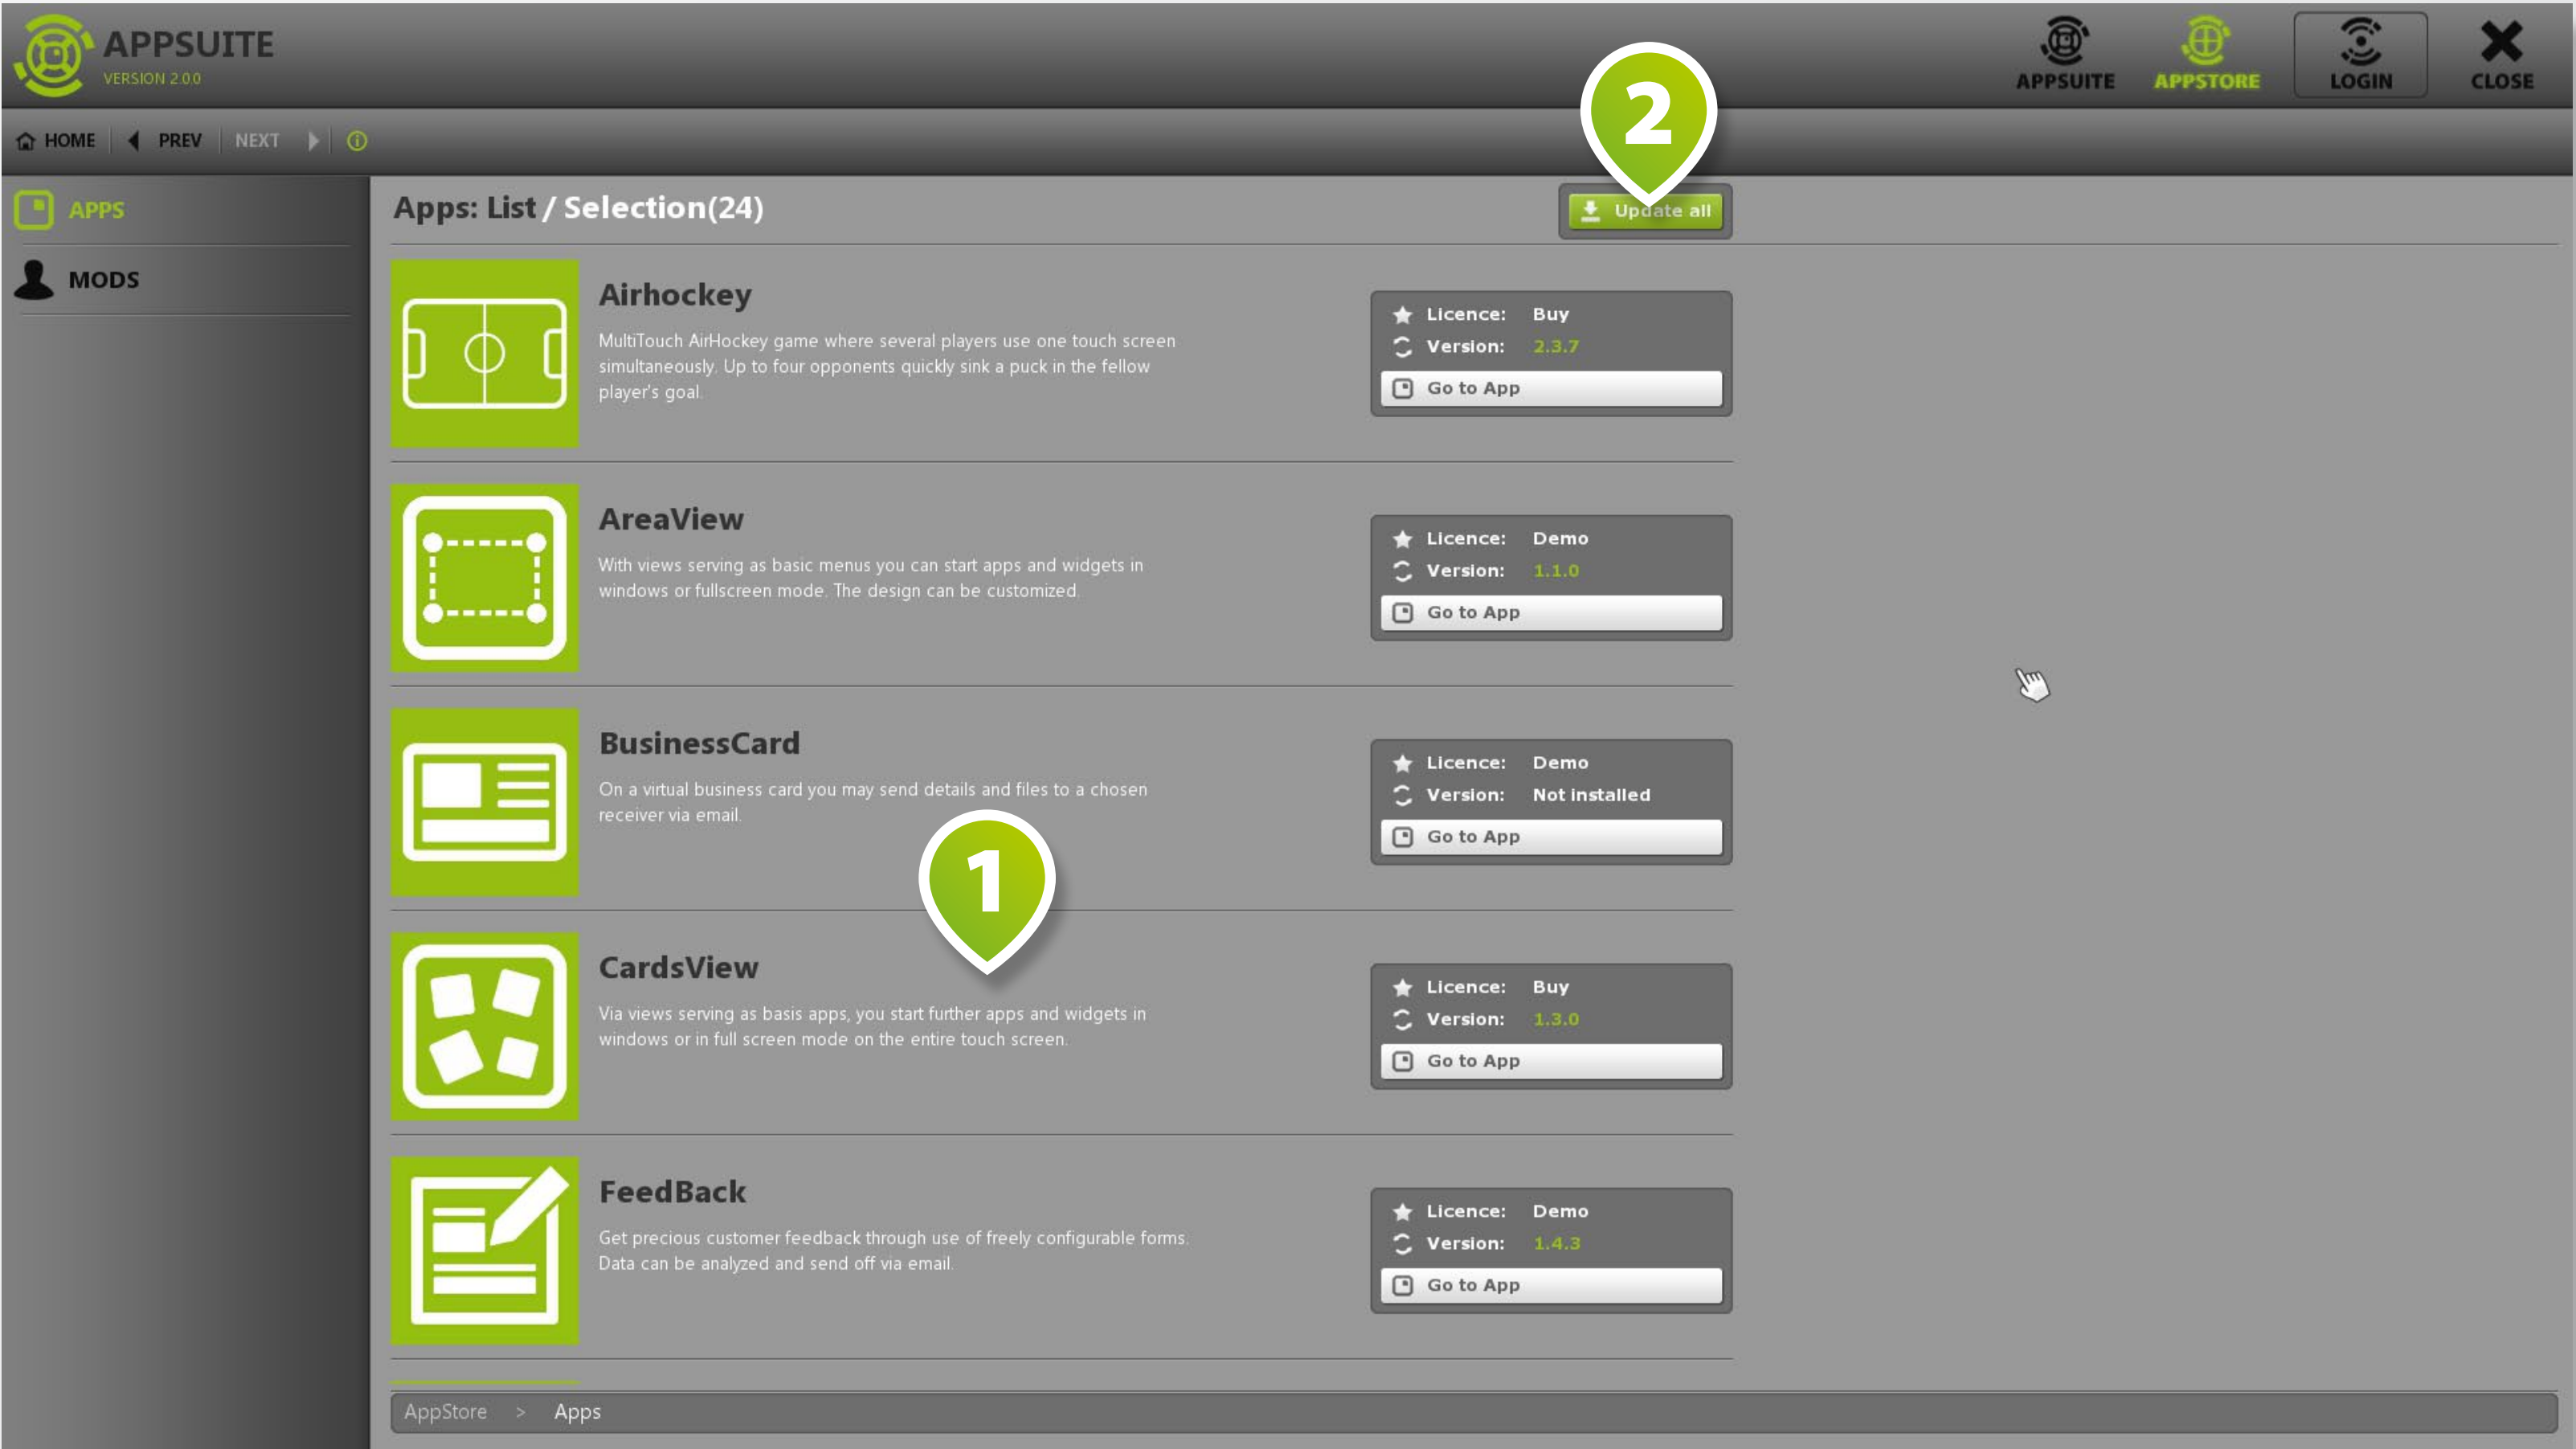 APPSUITE
VERSION 2.0.0
APPSUITE
APPSTORE
LOGIN
CLOSE
HOME
PREV
NEXT
2
APPS
MODS
Apps: List / Selection(24)
Update all
Airhockey
MultiTouch AirHockey game where several players use one touch screen
simultaneously. Up to four opponents quickly sink a puck in the fellow
player's goal.
Licence: Buy
Version: 2.3.7
Go to App
AreaView
With views serving as basic menus you can start apps and widgets in
windows or fullscreen mode. The design can be customized.
Licence: Demo
Version: 1.1.0
Go to App
BusinessCard
On a virtual business card you may send details and files to a chosen
receiver via email.
Licence: Demo
Version: Not installed
Go to App
1
CardsView
Via views serving as basis apps, you start further apps and widgets in
windows or in full screen mode on the entire touch screen.
Licence: Buy
Version: 1.3.0
Go to App
FeedBack
Get precious customer feedback through use of freely configurable forms.
Data can be analyzed and send off via email.
Licence: Demo
Version: 1.4.3
Go to App
AppStore > Apps